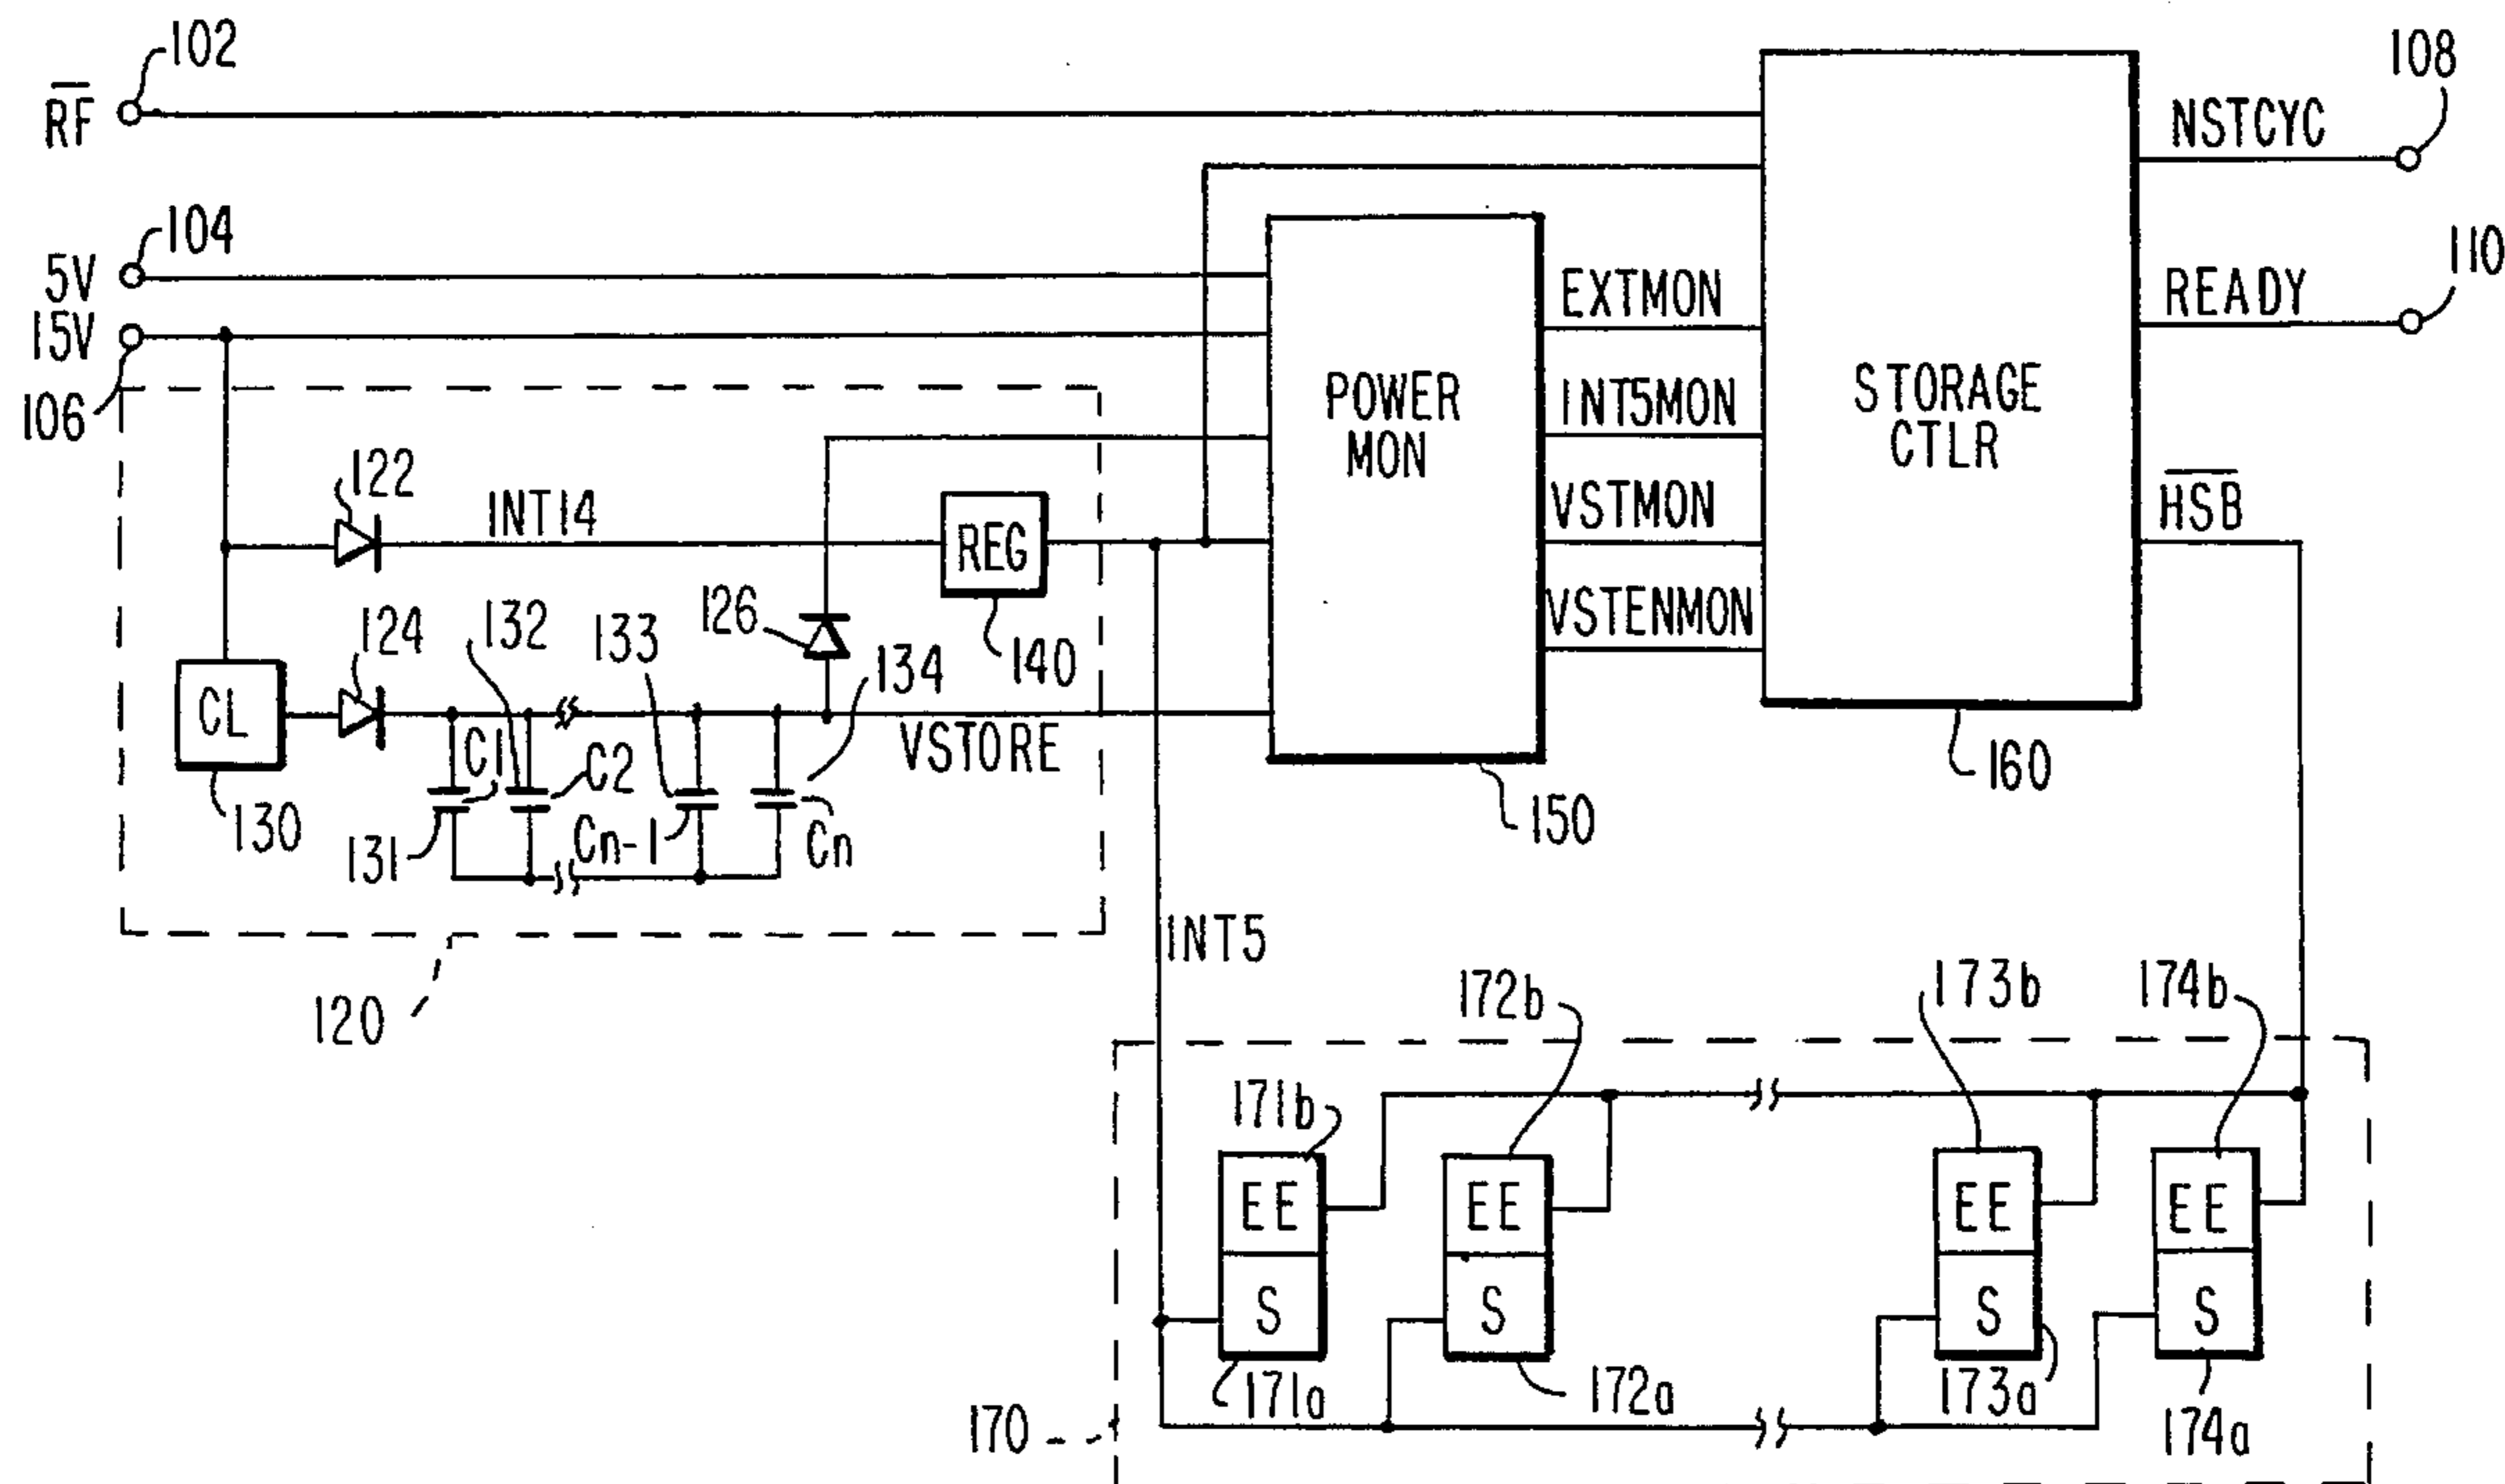 102
108
R̅F̅
NSTCYC
104
5V
110
READY
15V
EXTMON
106
POWER
MON
INT5MON
STORAGE
CTLR
122
INT14
VSTMON
H̅S̅B̅
REG
126
VSTENMON
124
132
133
140
134
CL
VSTORE
C1
C2
160
130
131
Cn-1
Cn
150
INT5
120
172b
173b
174b
171b
EE
EE
EE
EE
S
S
S
S
171a
172a
173a
174a
170